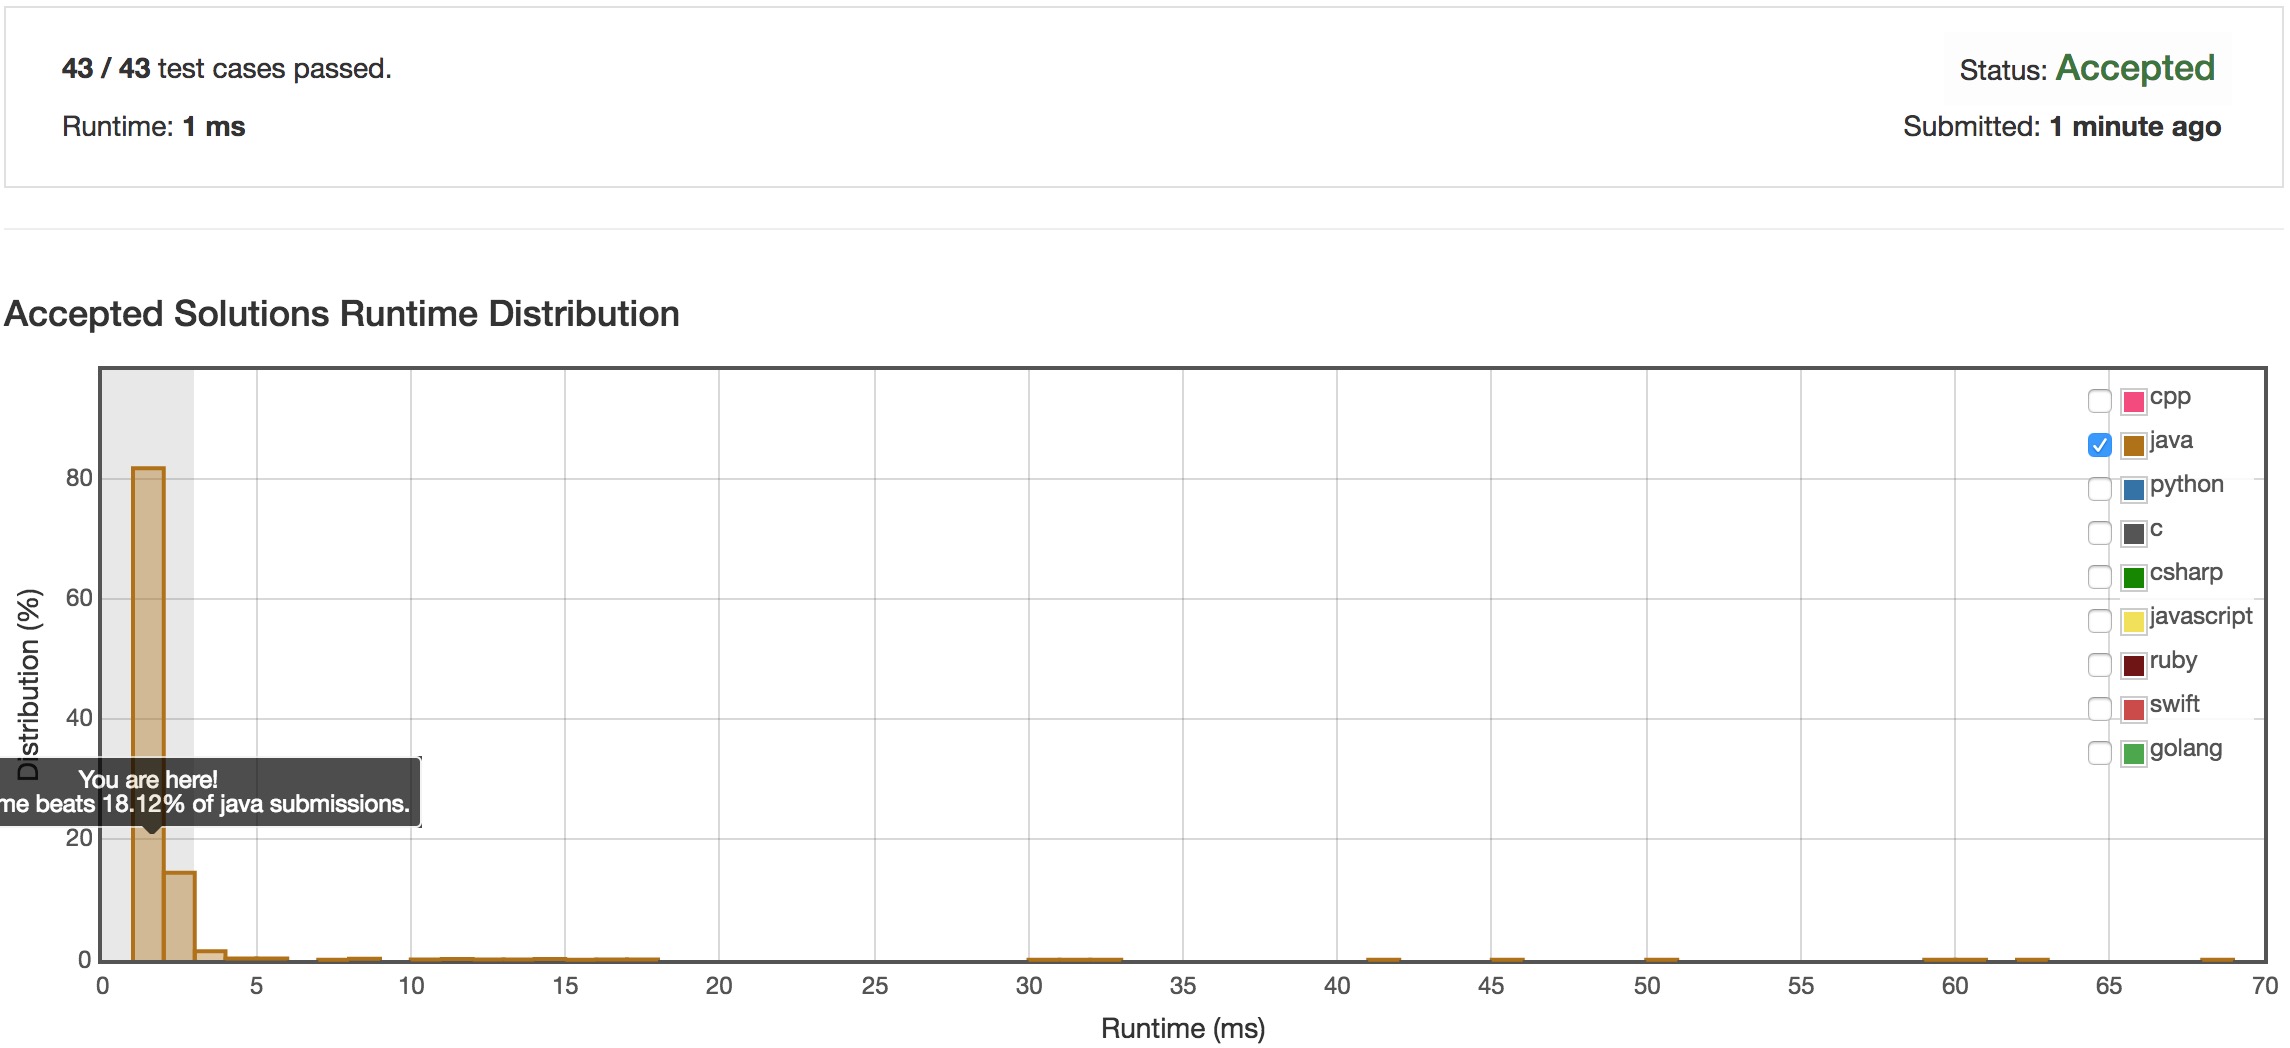 43 / 43 test cases passed.
Status: Accepted
Runtime: 1 ms
Submitted: 1 minute ago
Accepted Solutions Runtime Distribution
cpp
java
python
c
csharp
javascript
ruby
swift
golang
Distribution (%)
80
60
40
20
0
You are here!
me beats 18.12% of java submissions.
0 5 10 15 20 25 30 35 40 45 50 55 60 65 70
Runtime (ms)